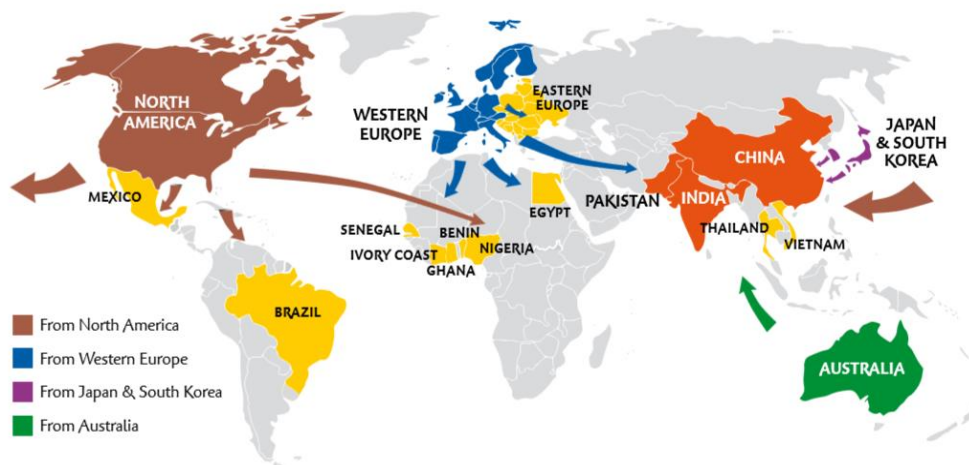 NORTH
AMERICA
WESTERN
EUROPE
EASTERN
EUROPE
JAPAN
& SOUTH
KOREA
CHINA
MEXICO
PAKISTAN
INDIA
EGYPT
SENEGAL
BENIN
THAILAND
IVORY COAST
NIGERIA
VIETNAM
GHANA
BRAZIL
AUSTRALIA
From North America
From Western Europe
From Japan & South Korea
From Australia